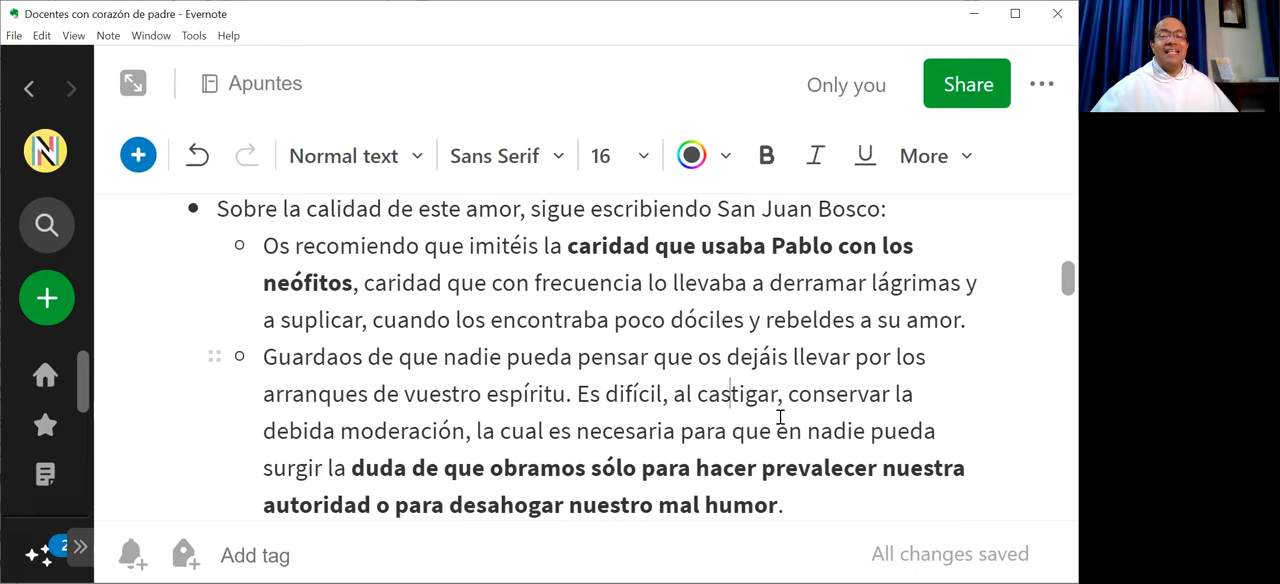 Docentes con corazón de padre - Evernote
File Edit View Note Window Tools Help
Apuntes
Only you
Share
Normal text
Sans Serif
16
B I U More
Sobre la calidad de este amor, sigue escribiendo San Juan Bosco:
Os recomiendo que imitéis la caridad que usaba Pablo con los
neófitos, caridad que con frecuencia lo llevaba a derramar lágrimas y
a suplicar, cuando los encontraba poco dóciles y rebeldes a su amor.
Guardaos de que nadie pueda pensar que os dejáis llevar por los
arranques de vuestro espíritu. Es difícil, al castigar, conservar la
debida moderación, la cual es necesaria para que en nadie pueda
surgir la duda de que obramos sólo para hacer prevalecer nuestra
autoridad o para desahogar nuestro mal humor.
2
Add tag
All changes saved